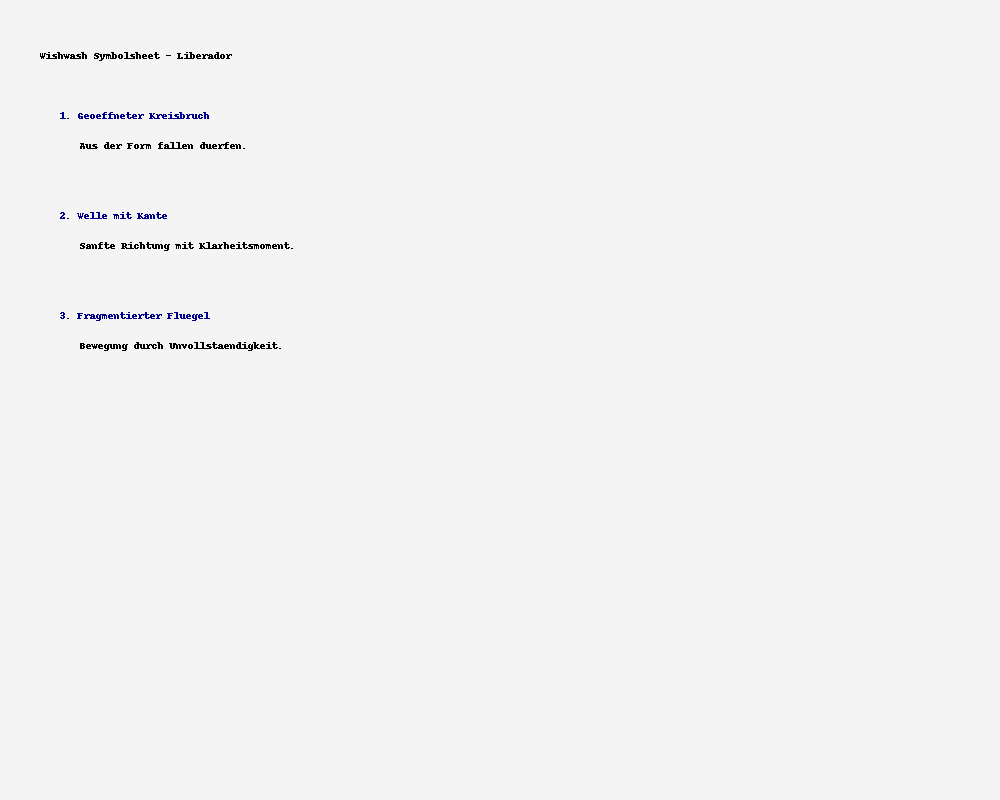 Wishwash Symbolsheet - Liberador
1. Geoeffneter Kreisbruch
Aus der Form fallen duerfen.
2. Welle mit Kante
Sanfte Richtung mit Klarheitsmoment.
3. Fragmentierter Fluegel
Bewegung durch Unvollstaendigkeit.